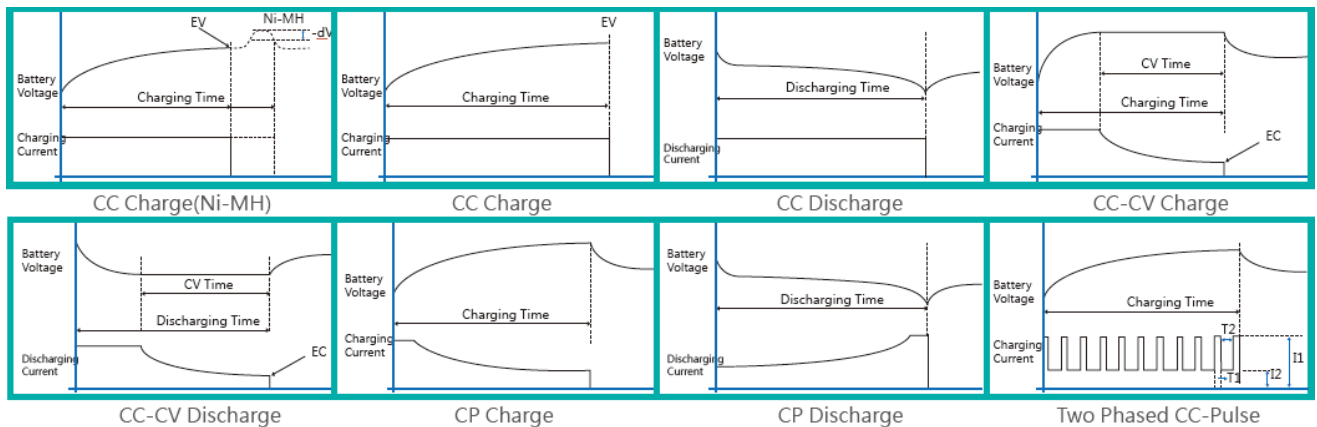 EV
Ni-MH
-dV
Battery
Voltage
Charging Time
Charging
Current
CC Charge(Ni-MH)
EV
Battery
Voltage
Charging Time
Charging
Current
CC Charge
Battery
Voltage
Discharging Time
Discharging
Current
CC Discharge
Battery
Voltage
CV Time
Charging Time
Charging
Current
EC
CC-CV Charge
Battery
Voltage
CV Time
Discharging Time
Discharging
Current
EC
CC-CV Discharge
Battery
Voltage
Charging Time
Charging
Current
CP Charge
Battery
Voltage
Discharging Time
Discharging
Current
CP Discharge
Battery
Voltage
Charging Time
T2
Charging
Current
I1
T1
I2
Two Phased CC-Pulse